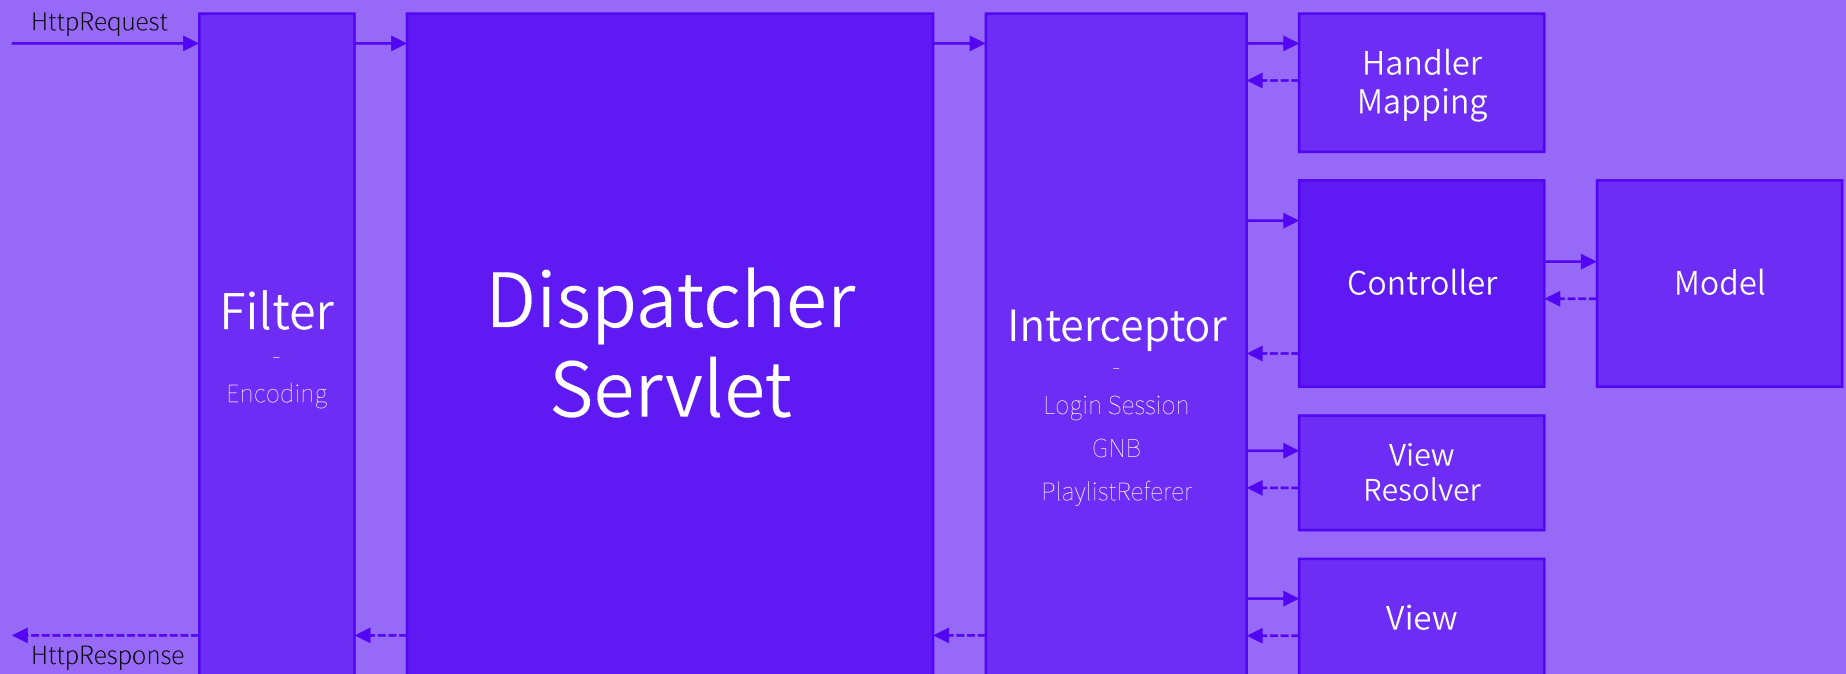 HttpRequest
Filter
-
Encoding
Dispatcher
Servlet
Interceptor
-
Login Session
GNB
PlaylistReferer
Handler
Mapping
Controller
Model
View
Resolver
View
HttpResponse